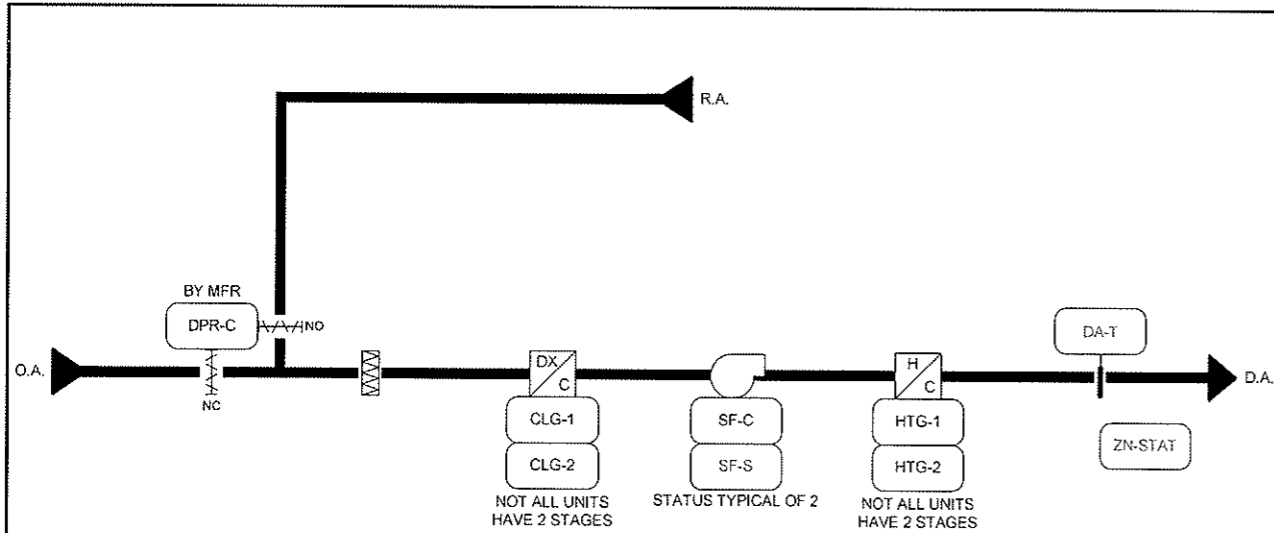 R.A.
BY MFR
DPR-C
NO
O.A.
NC
DX
C
CLG-1
CLG-2
NOT ALL UNITS
HAVE 2 STAGES
SF-C
SF-S
STATUS TYPICAL OF 2
H
C
HTG-1
HTG-2
NOT ALL UNITS
HAVE 2 STAGES
DA-T
D.A.
ZN-STAT